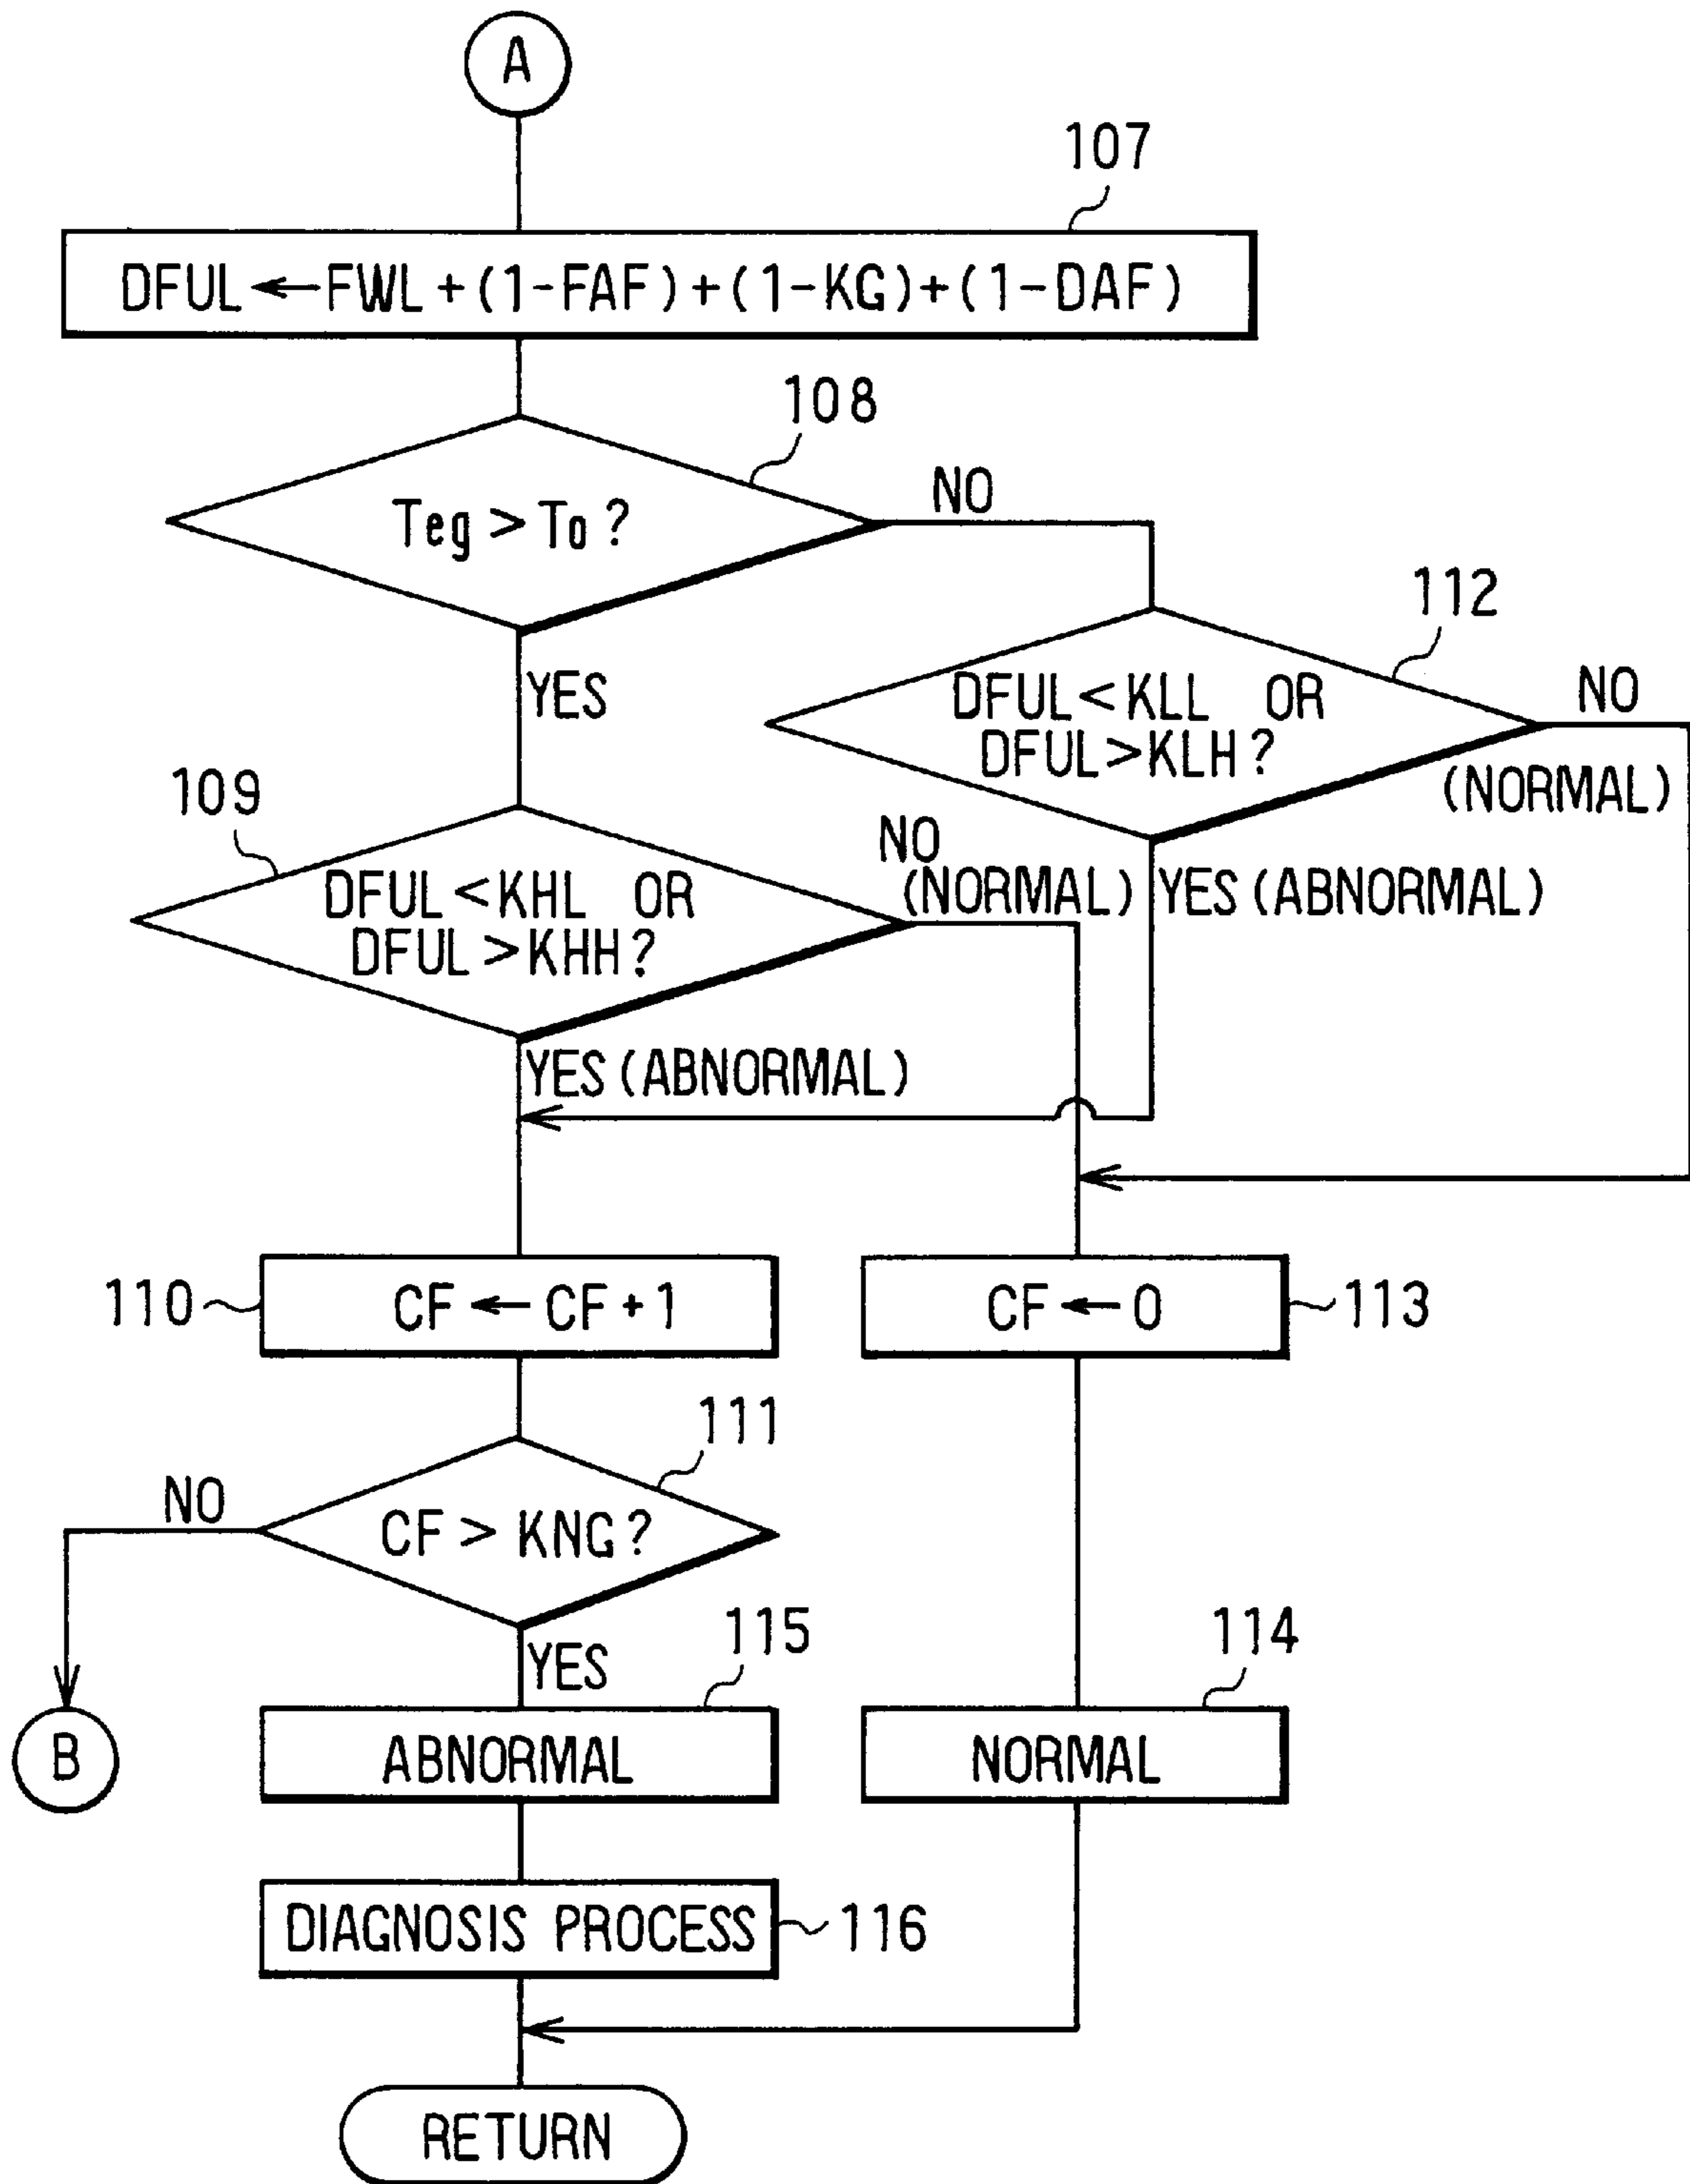 A
107
DFUL←FWL+(1-FAF)+(1-KG)+(1-DAF)
108
Teg>To?
NO
YES
112
DFUL<KLL OR
DFUL>KLH?
NO
(NORMAL)
YES (ABNORMAL)
109
DFUL<KHL OR
DFUL>KHH?
NO
(NORMAL)
YES (ABNORMAL)
110
CF←CF+1
CF←0
113
111
CF>KNG?
NO
YES
B
115
ABNORMAL
114
NORMAL
DIAGNOSIS PROCESS
116
RETURN